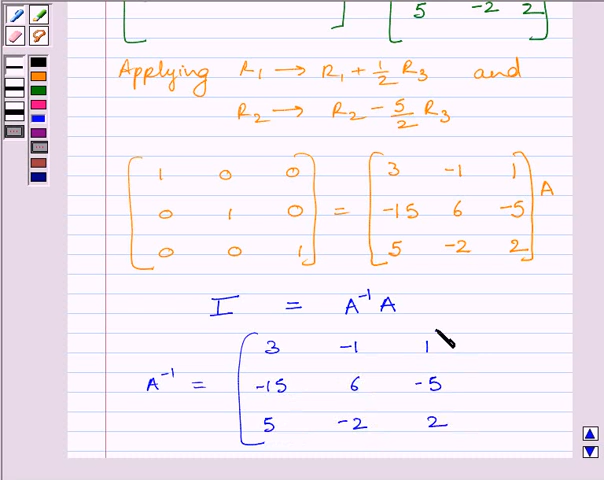 5 -2 2
Applying R₁ → R₁ + 1/2 R₃ and
R₂ → R₂ - 5/2 R₃
[1 0 0] = [3 -1 1] A
[0 1 0] [-15 6 -5]
[0 0 1] [5 -2 2]
I = A⁻¹ A
A⁻¹ = [3 -1 1
-15 6 -5
5 -2 2